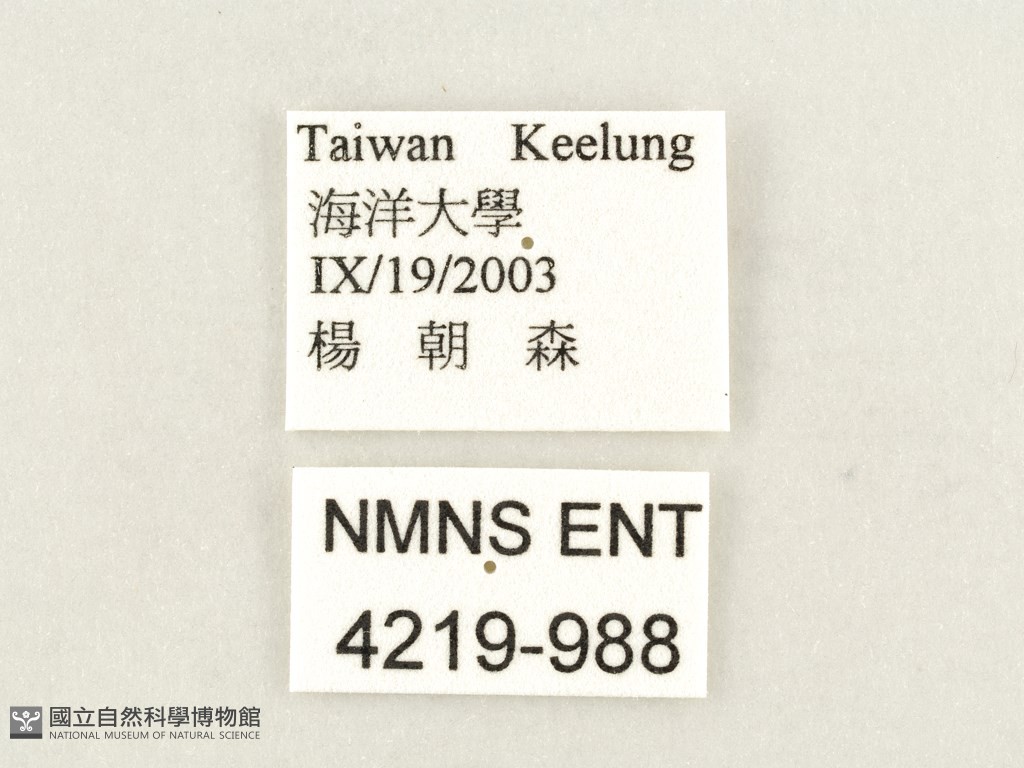 Taiwan Keelung
海洋大學
IX/19/2003
楊 朝 森
NMNS ENT
4219-988
國立自然科學博物館
NATIONAL MUSEUM OF NATURAL SCIENCE